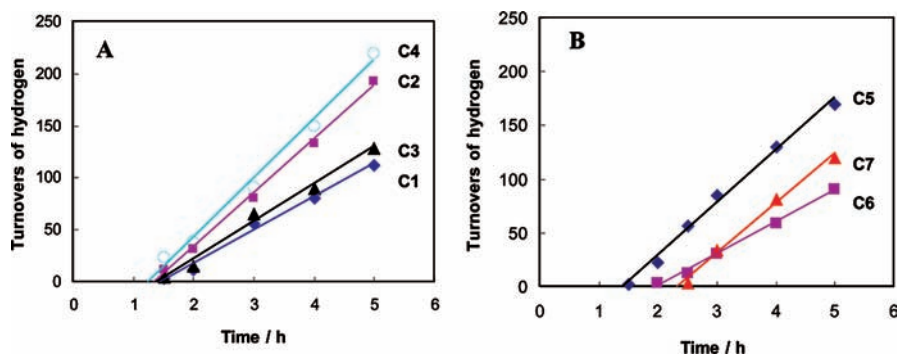 A
Turnovers of hydrogen
250
200
150
100
50
0
0 1 2 3 4 5 6
Time / h
C4
C2
C3
C1
B
Turnovers of hydrogen
250
200
150
100
50
0
0 1 2 3 4 5 6
Time / h
C5
C7
C6